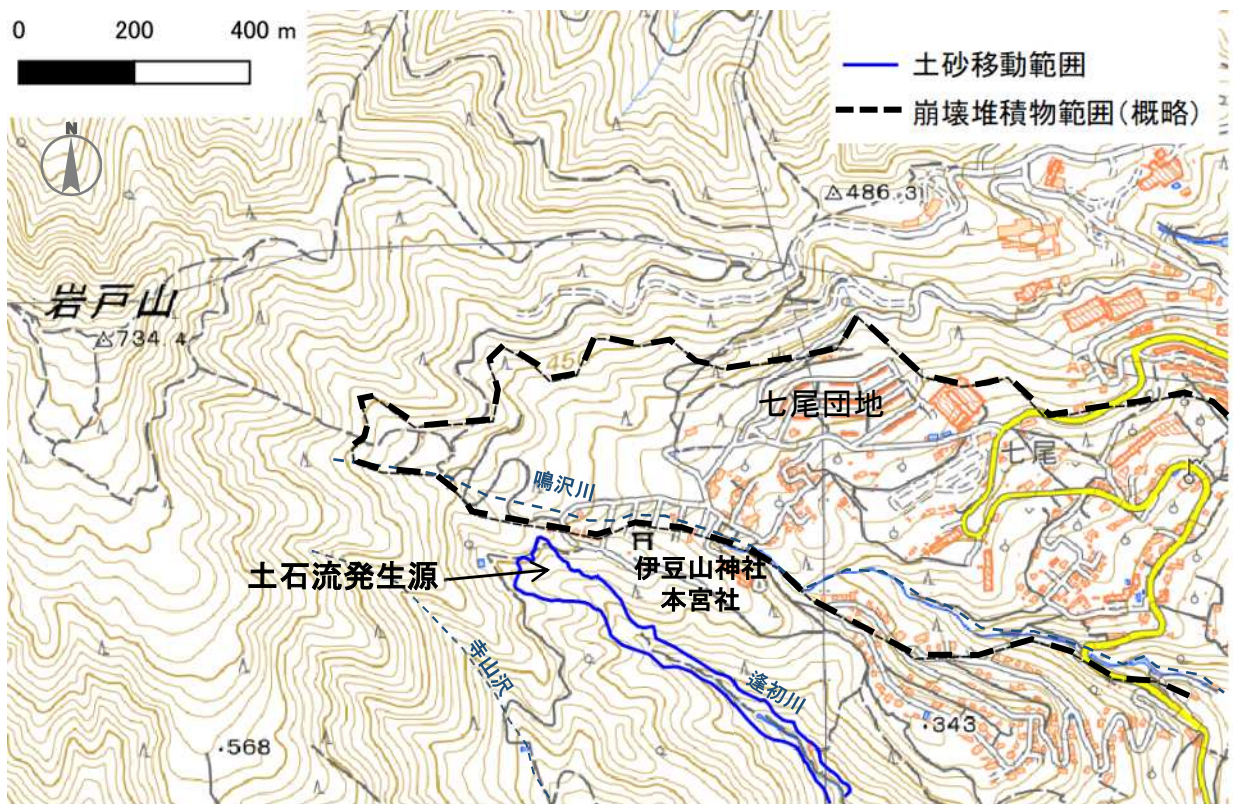 0 200 400 m
土砂移動範囲
崩壊堆積物範囲(概略)
N
486.3
岩戸山
734.4
450
七尾団地
七尾
鳴沢川
土石流発生源
伊豆山神社
本宮社
寺山沢
逢初川
・343
・568